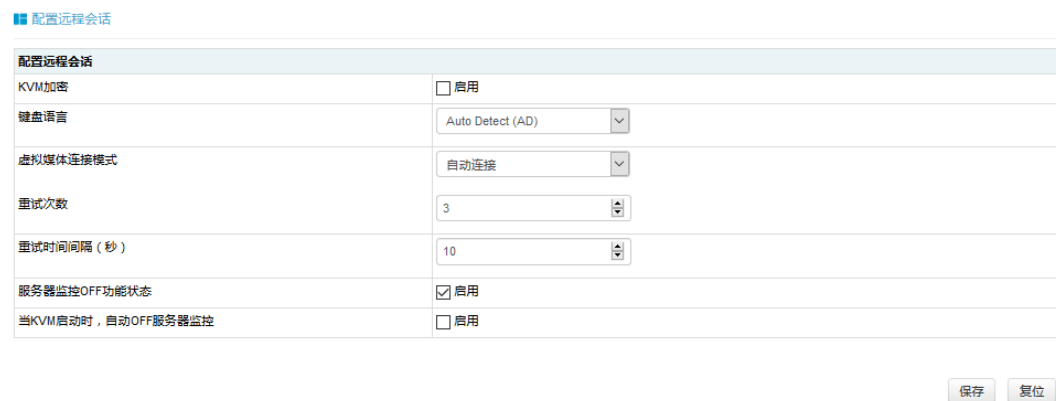 配置远程会话
配置远程会话
KVM加密 启用
键盘语言 Auto Detect (AD)
虚拟媒体连接模式 自动连接
重试次数 3
重试时间间隔（秒） 10
服务器监控OFF功能状态 启用
当KVM启动时，自动OFF服务器监控 启用
保存 复位